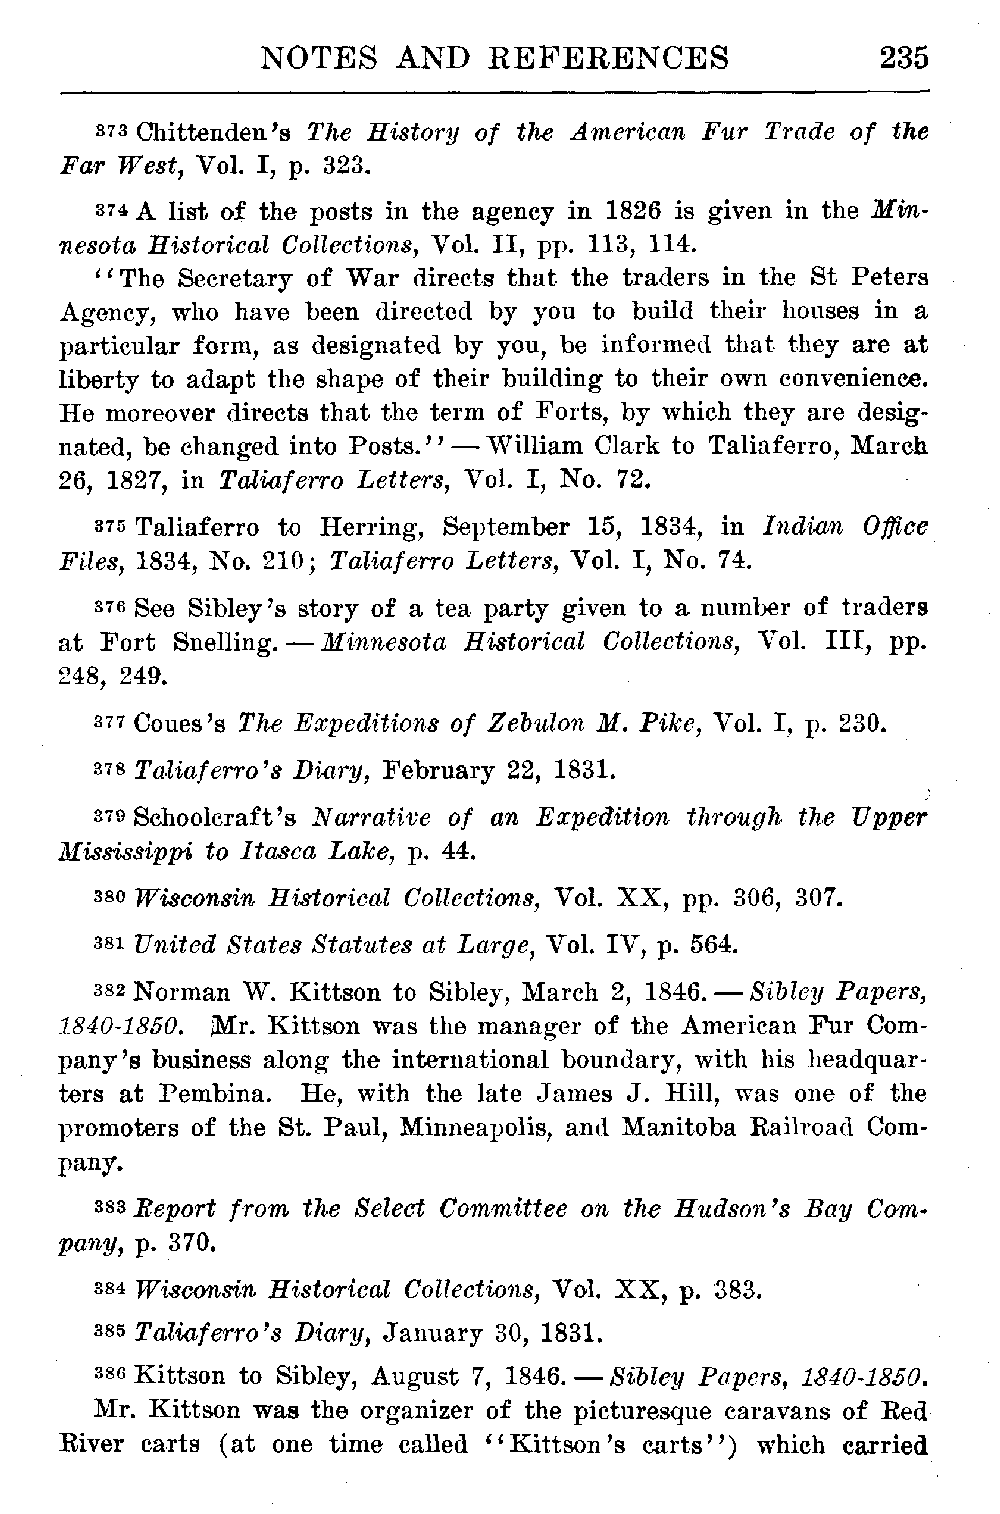 NOTES AND REFERENCES 235
373 Chittenden's The History of the American Fur Trade of the
Far West, Vol. I, p. 323.
374 A list of the posts in the agency in 1826 is given in the Min-
nesota Historical Collections, Vol. II, pp. 113, 114.
"The Secretary of War directs that the traders in the St Peters
Agency, who have been directed by you to build their houses in a
particular form, as designated by you, be informed that they are at
liberty to adapt the shape of their building to their own convenience.
He moreover directs that the term of Forts, by which they are desig-
nated, be changed into Posts." — William Clark to Taliaferro, March
26, 1827, in Taliaferro Letters, Vol. I, No. 72.
375 Taliaferro to Herring, September 15, 1834, in Indian Office
Files, 1834, No. 210; Taliaferro Letters, Vol. I, No. 74.
376 See Sibley's story of a tea party given to a number of traders
at Fort Snelling. — Minnesota Historical Collections, Vol. III, pp.
248, 249.
377 Coues's The Expeditions of Zebulon M. Pike, Vol. I, p. 230.
378 Taliaferro's Diary, February 22, 1831.
379 Schoolcraft's Narrative of an Expedition through the Upper
Mississippi to Itasca Lake, p. 44.
380 Wisconsin Historical Collections, Vol. XX, pp. 306, 307.
381 United States Statutes at Large, Vol. IV, p. 564.
382 Norman W. Kittson to Sibley, March 2, 1846. — Sibley Papers,
1840-1850. Mr. Kittson was the manager of the American Fur Com-
pany's business along the international boundary, with his headquar-
ters at Pembina. He, with the late James J. Hill, was one of the
promoters of the St. Paul, Minneapolis, and Manitoba Railroad Com-
pany.
383 Report from the Select Committee on the Hudson's Bay Com-
pany, p. 370.
384 Wisconsin Historical Collections, Vol. XX, p. 383.
385 Taliaferro's Diary, January 30, 1831.
386 Kittson to Sibley, August 7, 1846. — Sibley Papers, 1840-1850.
Mr. Kittson was the organizer of the picturesque caravans of Red
River carts (at one time called "Kittson's carts") which carried